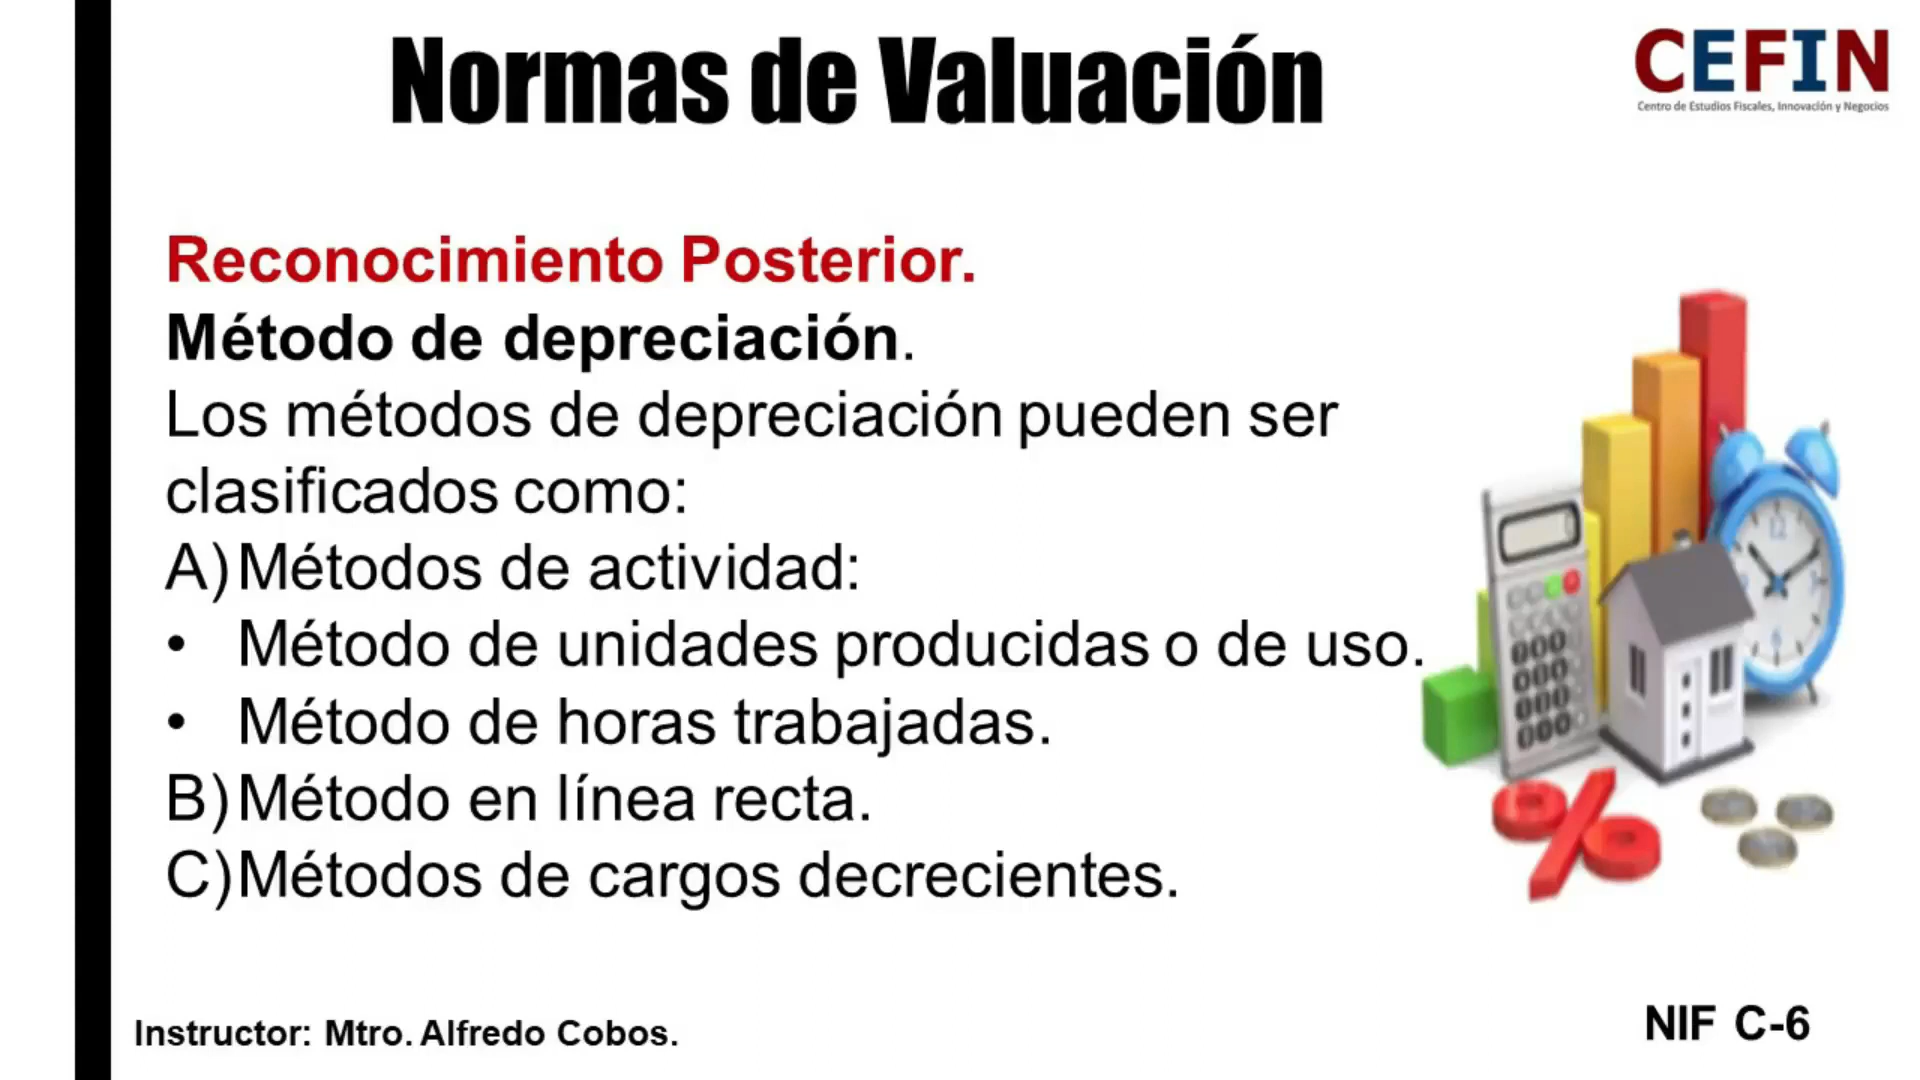 Normas de Valuación
CEFIN
Centro de Estudios Fiscales, Innovación y Negocios
Reconocimiento Posterior.
Método de depreciación.
Los métodos de depreciación pueden ser
clasificados como:
A) Métodos de actividad:
• Método de unidades producidas o de uso.
• Método de horas trabajadas.
B) Método en línea recta.
C) Métodos de cargos decrecientes.
Instructor: Mtro. Alfredo Cobos.
NIF C-6